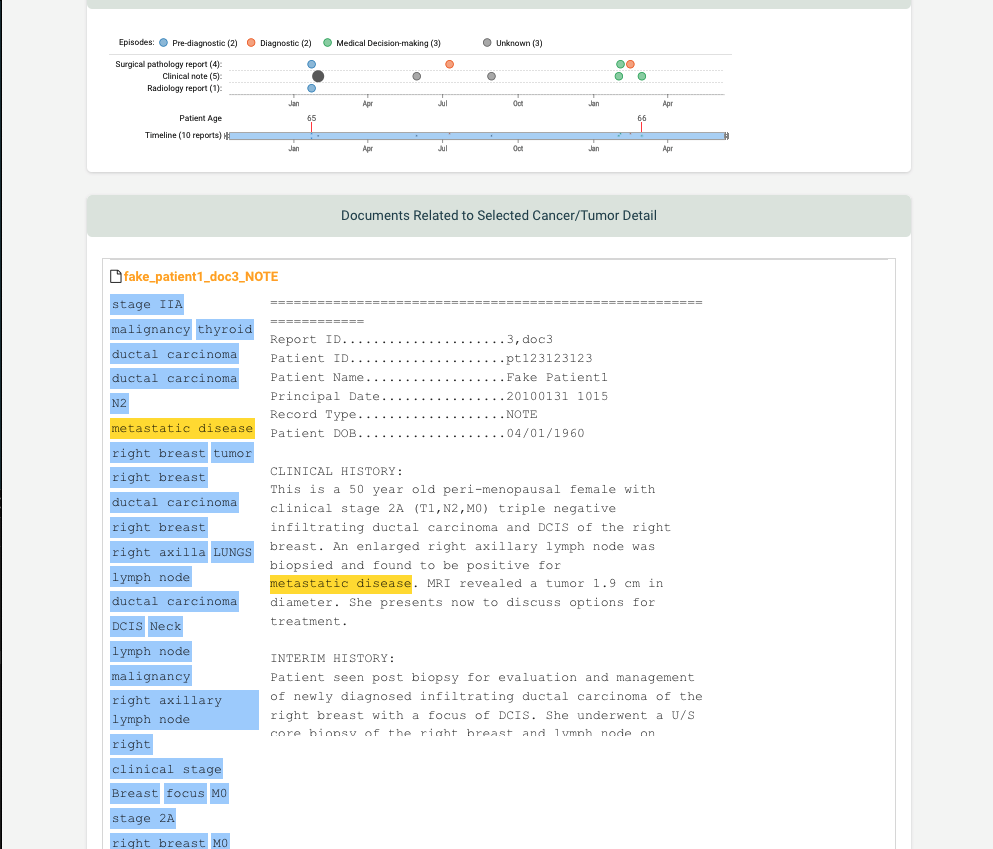 Episodes: Pre-diagnostic (2) Diagnostic (2) Medical Decision-making (3) Unknown (3)
Surgical pathology report (4):
Clinical note (5):
Radiology report (1):
Jan Apr Jul Oct Jan Apr
Patient Age 65 66
Timeline (10 reports)
Jan Apr Jul Oct Jan Apr
Documents Related to Selected Cancer/Tumor Detail
fake_patient1_doc3_NOTE
stage IIA
malignancy thyroid
ductal carcinoma
ductal carcinoma
N2
metastatic disease
right breast tumor
right breast
ductal carcinoma
right breast
right axilla LUNGS
lymph node
ductal carcinoma
DCIS Neck
lymph node
malignancy
right axillary
lymph node
right
clinical stage
Breast focus M0
stage 2A
right breast M0
=======================================================
============
Report ID.....................3,doc3
Patient ID....................pt123123123
Patient Name..................Fake Patient1
Principal Date................20100131 1015
Record Type...................NOTE
Patient DOB...................04/01/1960
CLINICAL HISTORY:
This is a 50 year old peri-menopausal female with
clinical stage 2A (T1,N2,M0) triple negative
infiltrating ductal carcinoma and DCIS of the right
breast. An enlarged right axillary lymph node was
biopsied and found to be positive for
metastatic disease. MRI revealed a tumor 1.9 cm in
diameter. She presents now to discuss options for
treatment.
INTERIM HISTORY:
Patient seen post biopsy for evaluation and management
of newly diagnosed infiltrating ductal carcinoma of the
right breast with a focus of DCIS. She underwent a U/S
core biopsy of the right breast and lymph node on